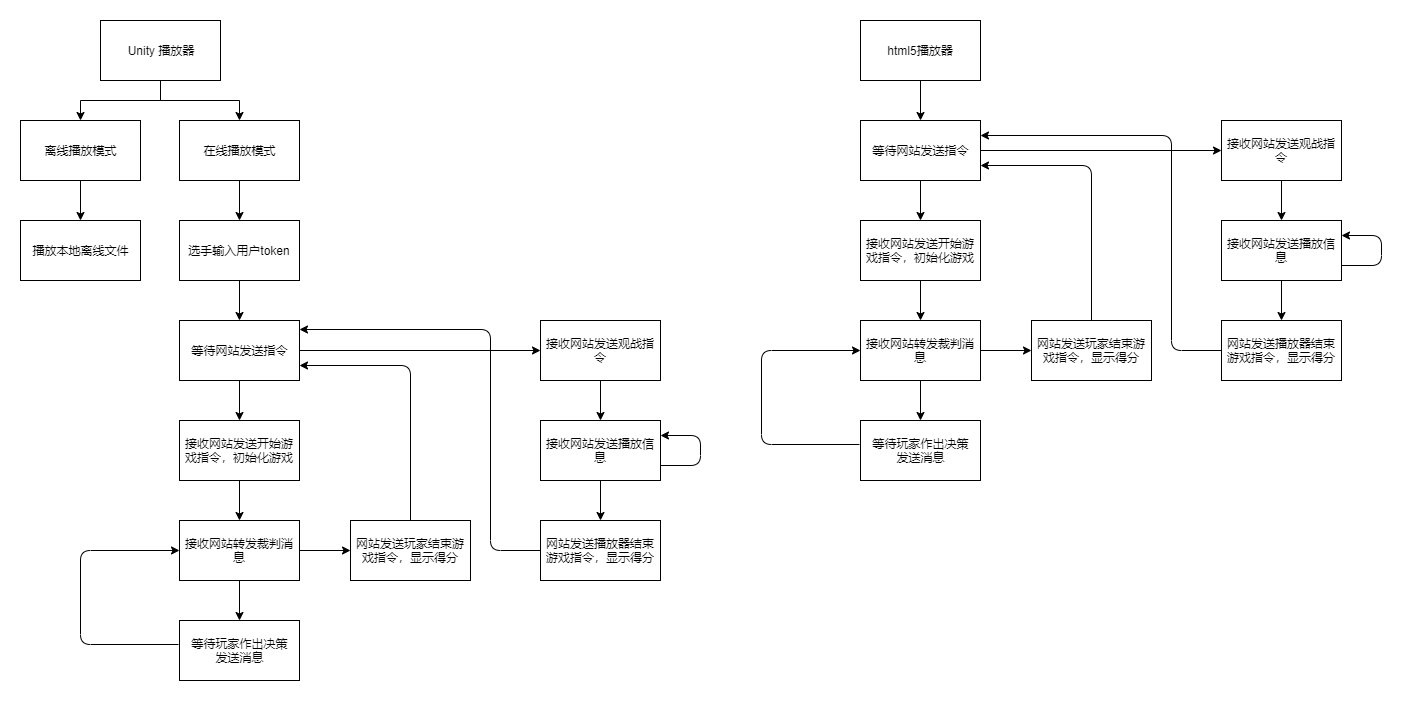 Unity 播放器
离线播放模式
在线播放模式
播放本地离线文件
选手输入用户token
等待网站发送指令
接收网站发送观战指
令
接收网站发送开始游
戏指令，初始化游戏
接收网站发送播放信
息
接收网站转发裁判消
息
网站发送玩家结束游
戏指令，显示得分
网站发送播放器结束
游戏指令，显示得分
等待玩家作出决策
发送消息
html5播放器
等待网站发送指令
接收网站发送观战指
令
接收网站发送开始游
戏指令，初始化游戏
接收网站发送播放信
息
接收网站转发裁判消
息
网站发送玩家结束游
戏指令，显示得分
网站发送播放器结束
游戏指令，显示得分
等待玩家作出决策
发送消息